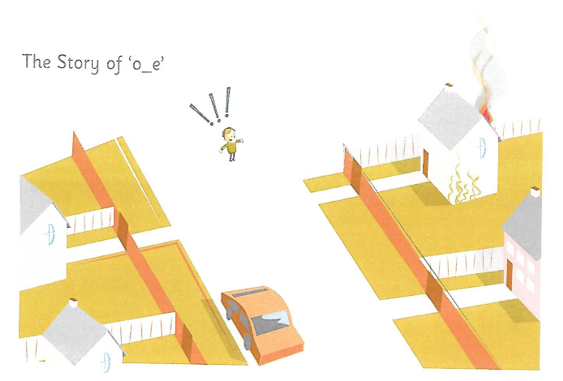 The Story of ‘o_e’
! ! !